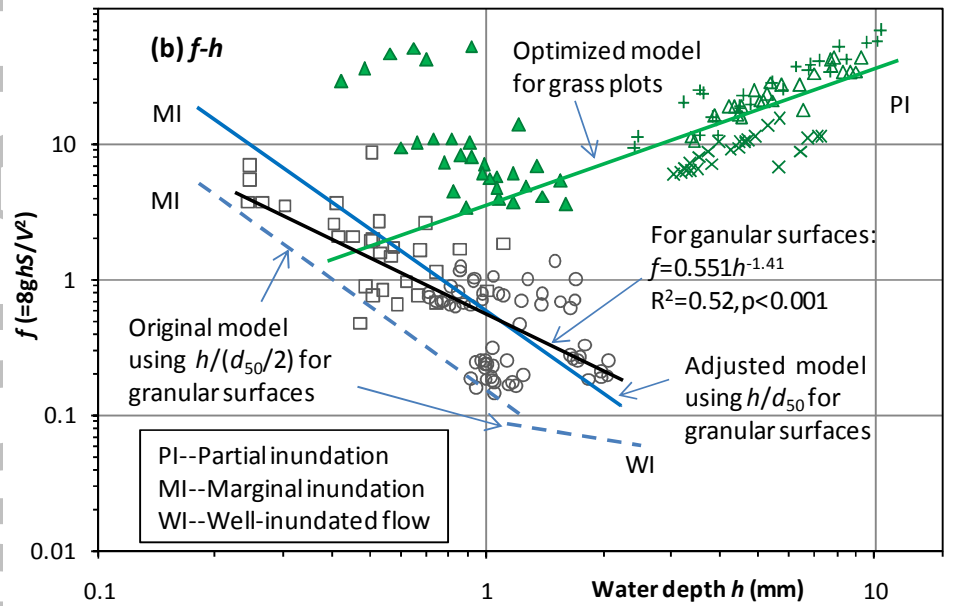 (b) f-h
Optimized model
for grass plots
MI
PI
MI
For ganular surfaces:
f=0.551h-1.41
R2=0.52,p<0.001
Original model
using h/(d50/2) for
granular surfaces
Adjusted model
using h/d50 for
granular surfaces
WI
PI--Partial inundation
MI--Marginal inundation
WI--Well-inundated flow
f (=8ghS/V2)
10
1
0.1
0.01
0.1
1
10
Water depth h (mm)